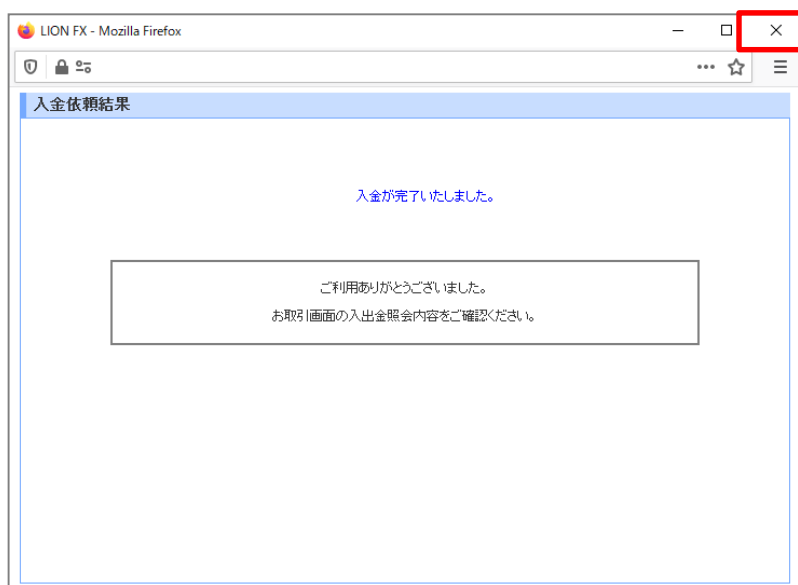 LION FX - Mozilla Firefox
入金依頼結果
入金が完了いたしました。
ご利用ありがとうございました。
お取引画面の入出金照会内容をご確認ください。